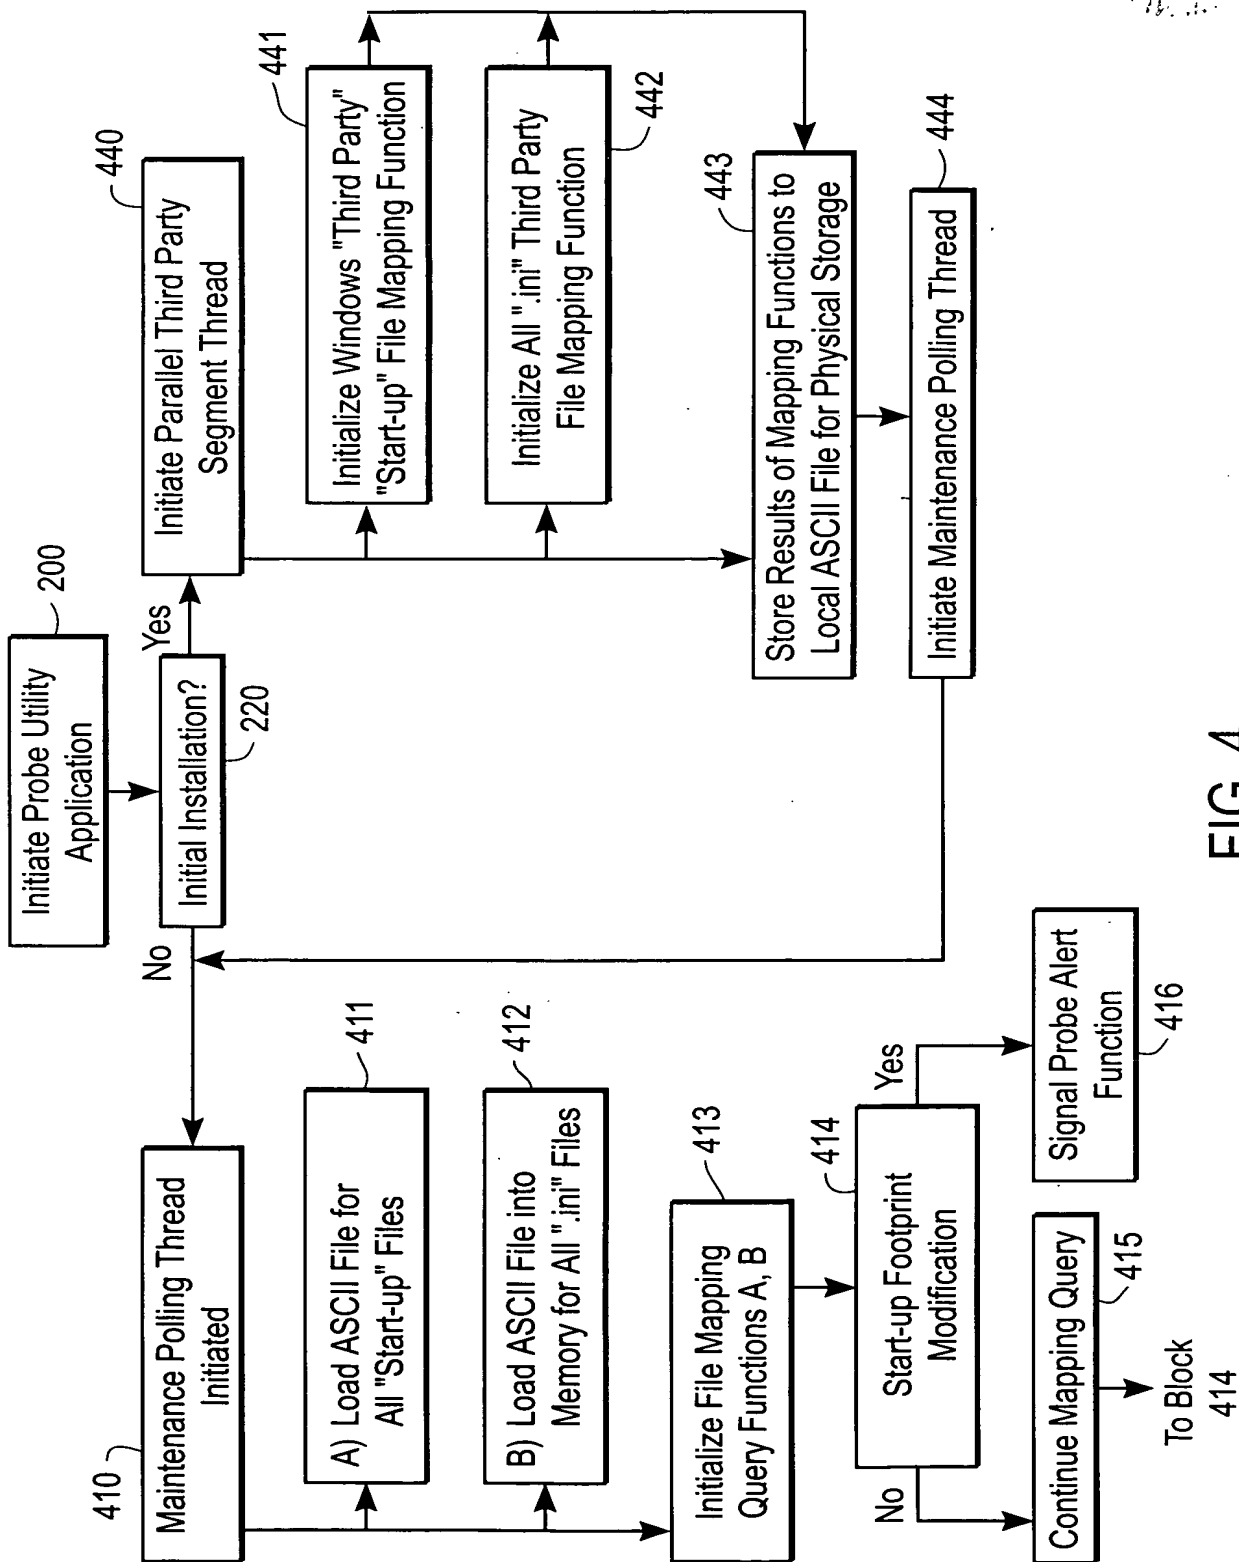 200
Initiate Probe Utility
Application
Initial Installation?
220
Yes
No
440
Initiate Parallel Third Party
Segment Thread
441
Initialize Windows "Third Party"
"Start-up" File Mapping Function
Initialize All ".ini" Third Party
File Mapping Function
442
443
Store Results of Mapping Functions to
Local ASCII File for Physical Storage
444
Initiate Maintenance Polling Thread
410
Maintenance Polling Thread
Initiated
411
A) Load ASCII File for
All "Start-up" Files
412
B) Load ASCII File into
Memory for All ".ini" Files
413
Initialize File Mapping
Query Functions A, B
414
Start-up Footprint
Modification
No
Yes
Continue Mapping Query
415
To Block
414
Signal Probe Alert
Function
416
FIG. 4